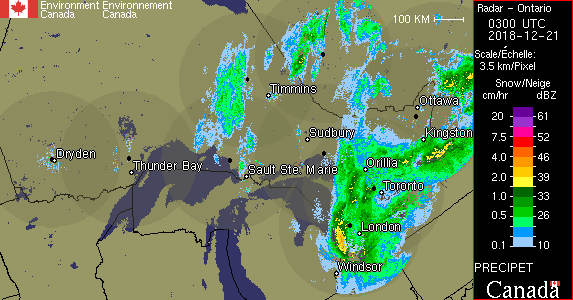 Environment Environnement
Canada Canada
100 KM
Timmins
Ottawa
Kingston
Sudbury
Dryden
Thunder Bay
Sault Ste. Marie
Orillia
Toronto
London
Windsor
Radar - Ontario
0300 UTC
2018-12-21
Scale/Échelle:
3.5 km/Pixel
Snow/Neige
cm/hr dBZ
20 61
7.5 52
4.0 46
2.0 39
1.0 33
0.5 26
0.1 10
PRECIPET
Canada